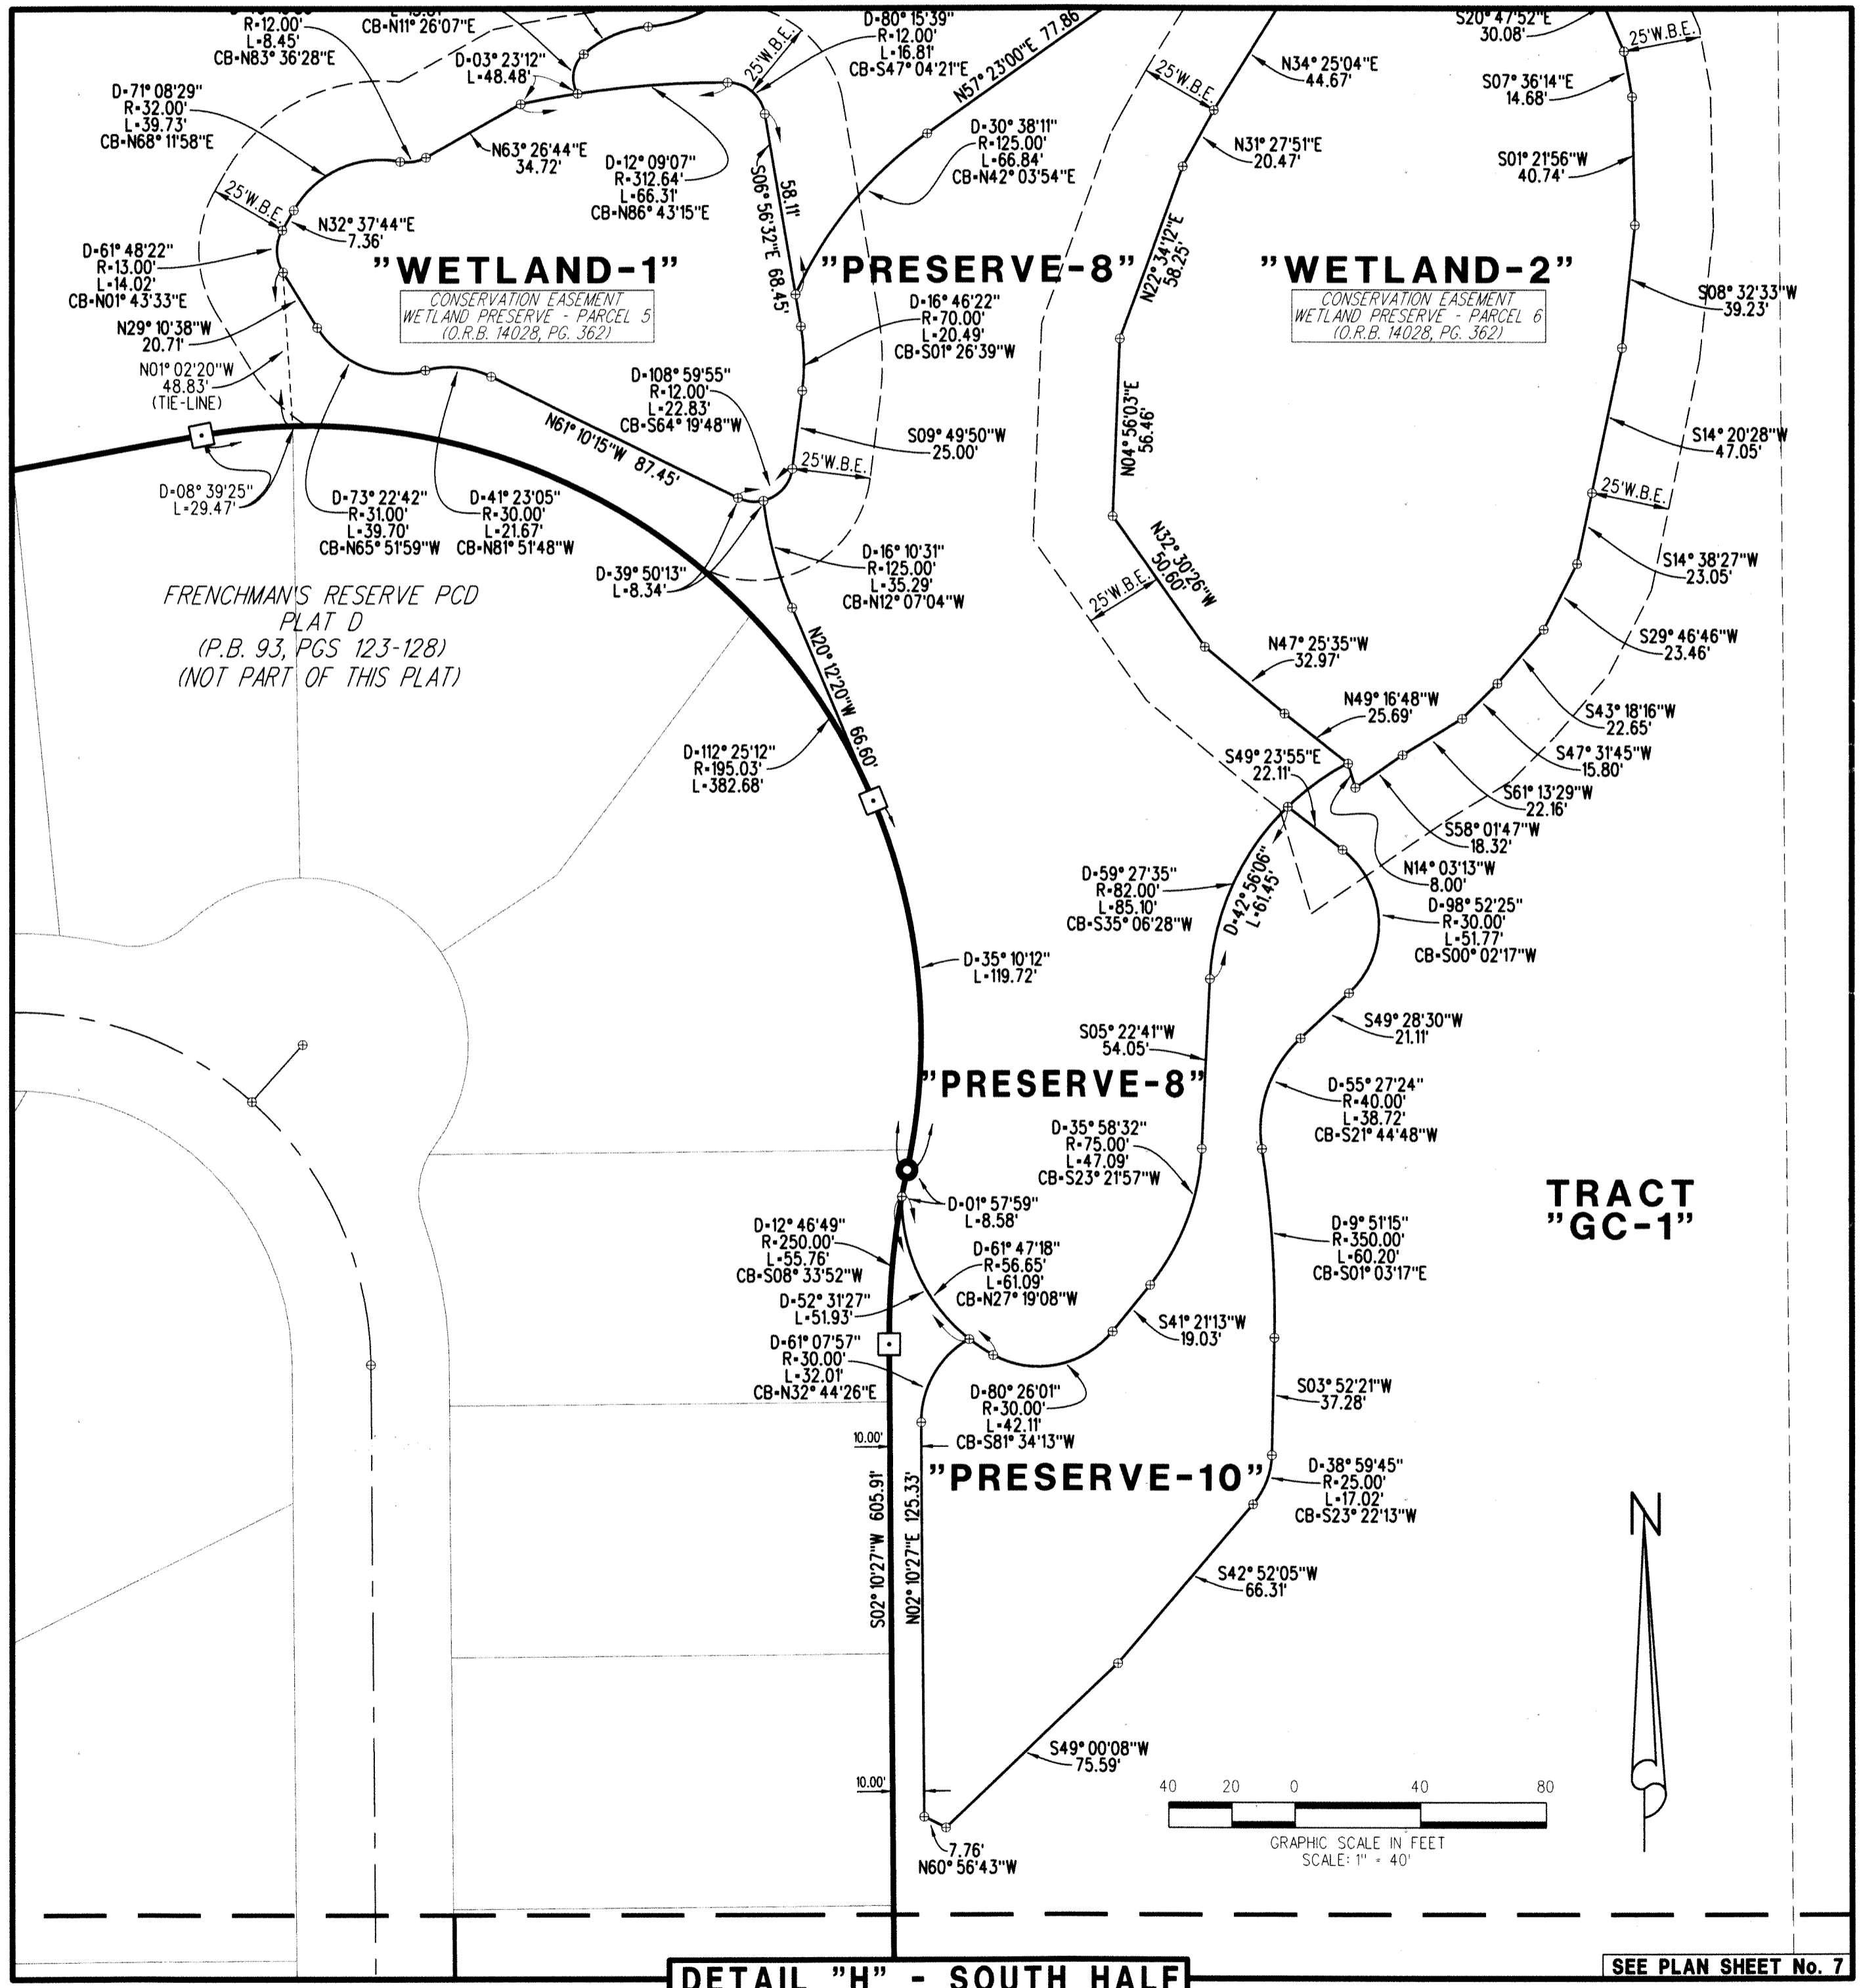 R=12.00'
L=8.45'
CB=N83°36'28"E
CB=N11°26'07"E
D=03°23'12"
L=48.48'
D=80°15'39"
R=12.00'
L=16.81'
CB=S47°04'21"E
25'W.B.E.
N57°23'00"E 77.86
25'W.B.E.
N34°25'04"E
44.67'
S20°47'52"E
30.08'
25'W.B.E.
S07°36'14"E
14.68'
D=71°08'29"
R=32.00'
L=39.73'
CB=N68°11'58"E
N63°26'44"E
34.72'
D=12°09'07"
R=312.64'
L=66.31'
CB=N86°43'15"E
58.11'
S06°56'32"E 68.45'
D=30°38'11"
R=125.00'
L=66.84'
CB=N42°03'54"E
N31°27'51"E
20.47'
S01°21'56"W
40.74'
25'W.B.E.
N32°37'44"E
7.36'
D=61°48'22"
R=13.00'
L=14.02'
CB=N01°43'33"E
"WETLAND-1"
CONSERVATION EASEMENT
WETLAND PRESERVE - PARCEL 5
(O.R.B. 14028, PG. 362)
"PRESERVE-8"
N22°34'12"E
58.25'
"WETLAND-2"
CONSERVATION EASEMENT
WETLAND PRESERVE - PARCEL 6
(O.R.B. 14028, PG. 362)
S08°32'33"W
39.23'
N29°10'38"W
20.71'
N01°02'20"W
48.83'
(TIE-LINE)
D=16°46'22"
R=70.00'
L=20.49'
CB=S01°26'39"W
D=108°59'55"
R=12.00'
L=22.83'
CB=S64°19'48"W
N61°10'15"W 87.45'
S09°49'50"W
25.00'
25'W.B.E.
N04°56'03"E
56.46'
S14°20'28"W
47.05'
25'W.B.E.
D=08°39'25"
L=29.47'
D=73°22'42"
R=31.00'
L=39.70'
CB=N65°51'59"W
D=41°23'05"
R=30.00'
L=21.67'
CB=N81°51'48"W
D=39°50'13"
L=8.34'
D=16°10'31"
R=125.00'
L=35.29'
CB=N12°07'04"W
N32°30'26"W
50.60'
25'W.B.E.
S14°38'27"W
23.05'
FRENCHMAN'S RESERVE PCD
PLAT D
(P.B. 93, PGS 123-128)
(NOT PART OF THIS PLAT)
N20°12'20"W 66.60'
N47°25'35"W
32.97'
S29°46'46"W
23.46'
N49°16'48"W
25.69'
S43°18'16"W
22.65'
D=112°25'12"
R=195.03'
L=382.68'
S49°23'55"E
22.11'
S47°31'45"W
15.80'
S61°13'29"W
22.16'
S58°01'47"W
18.32'
N14°03'13"W
8.00'
D=59°27'35"
R=82.00'
L=85.10'
CB=S35°06'28"W
D=42°56'06"
L=61.45'
D=98°52'25"
R=30.00'
L=51.77'
CB=S00°02'17"W
D=35°10'12"
L=119.72'
S49°28'30"W
21.11'
S05°22'41"W
54.05'
"PRESERVE-8"
D=55°27'24"
R=40.00'
L=38.72'
CB=S21°44'48"W
D=35°58'32"
R=75.00'
L=47.09'
CB=S23°21'57"W
TRACT
"GC-1"
D=01°57'59"
L=8.58'
D=12°46'49"
R=250.00'
L=55.76'
CB=S08°33'52"W
D=61°47'18"
R=56.65'
L=61.09'
CB=N27°19'08"W
D=9°51'15"
R=350.00'
L=60.20'
CB=S01°03'17"E
D=52°31'27"
L=51.93'
S41°21'13"W
19.03'
D=61°07'57"
R=30.00'
L=32.01'
CB=N32°44'26"E
D=80°26'01"
R=30.00'
L=42.11'
CB=S81°34'13"W
S03°52'21"W
37.28'
10.00'
"PRESERVE-10"
D=38°59'45"
R=25.00'
L=17.02'
CB=S23°22'13"W
S02°10'27"W 605.91'
N02°10'27"E 125.33'
N
S42°52'05"W
66.31'
S49°00'08"W
75.59'
10.00'
40 20 0 40 80
GRAPHIC SCALE IN FEET
SCALE: 1" = 40'
7.76'
N60°56'43"W
SEE PLAN SHEET No. 7
DETAIL "H" - SOUTH HALF